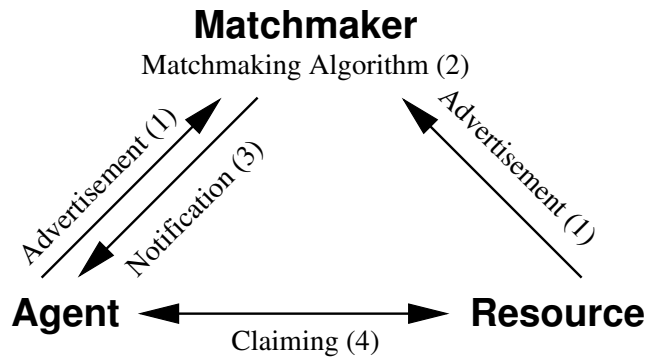 Matchmaker
Matchmaking Algorithm (2)
Advertisement (1)
Notification (3)
Advertisement (1)
Agent
Resource
Claiming (4)